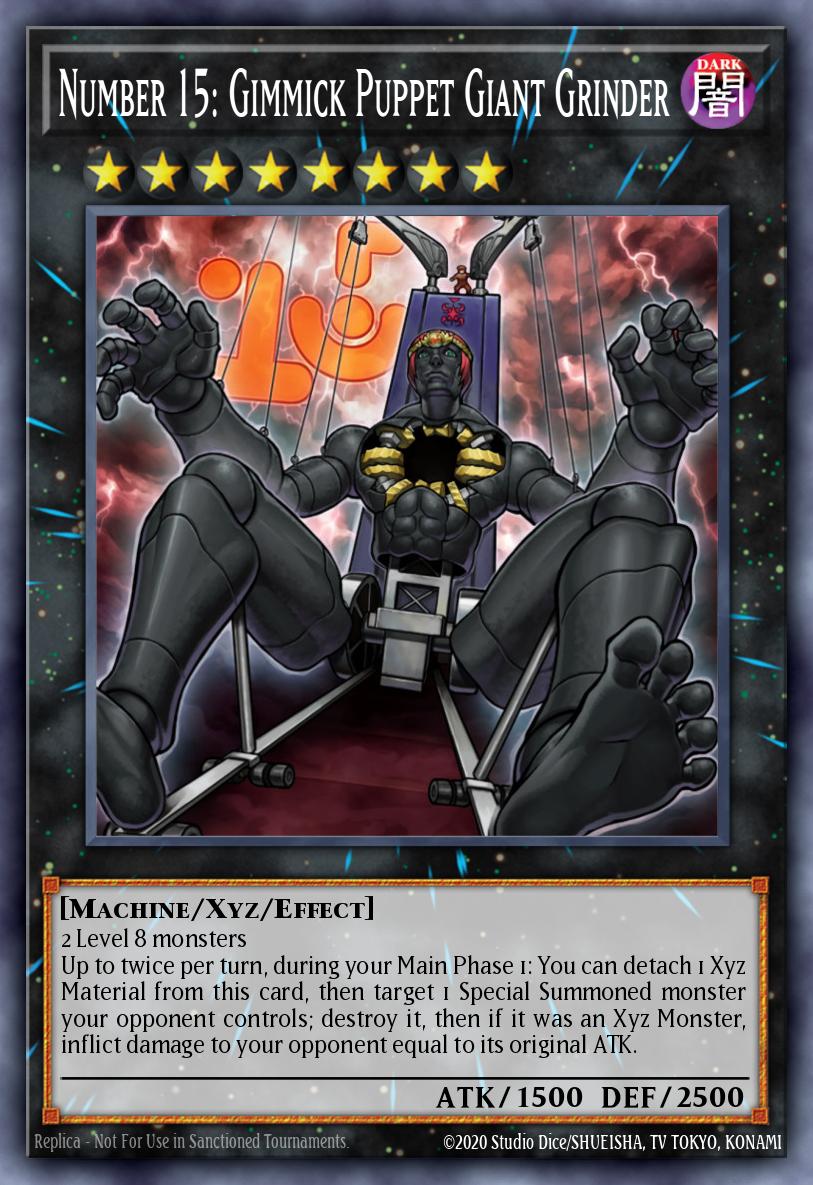 Number 15: Gimmick Puppet Giant Grinder
DARK
闇
15
[Machine/Xyz/Effect]
2 Level 8 monsters
Up to twice per turn, during your Main Phase 1: You can detach 1 Xyz
Material from this card, then target 1 Special Summoned monster
your opponent controls; destroy it, then if it was an Xyz Monster,
inflict damage to your opponent equal to its original ATK.
ATK/1500 DEF/2500
Replica - Not For Use in Sanctioned Tournaments.
©2020 Studio Dice/SHUEISHA, TV TOKYO, KONAMI